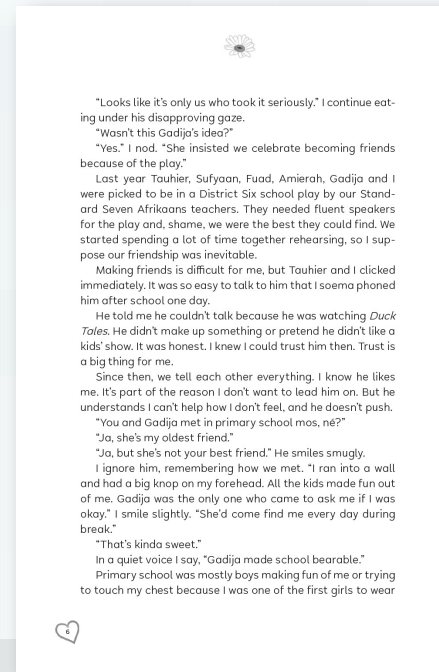 “Looks like it’s only us who took it seriously.” I continue eat-
ing under his disapproving gaze.
“Wasn’t this Gadija’s idea?”
“Yes.” I nod. “She insisted we celebrate becoming friends
because of the play.”
Last year Tauhier, Sufyaan, Fuad, Amierah, Gadija and I
were picked to be in a District Six school play by our Stand-
ard Seven Afrikaans teachers. They needed fluent speakers
for the play and, shame, we were the best they could find. We
started spending a lot of time together rehearsing, so I sup-
pose our friendship was inevitable.
Making friends is difficult for me, but Tauhier and I clicked
immediately. It was so easy to talk to him that I soema phoned
him after school one day.
He told me he couldn’t talk because he was watching Duck
Tales. He didn’t make up something or pretend he didn’t like a
kids’ show. It was honest. I knew I could trust him then. Trust is
a big thing for me.
Since then, we tell each other everything. I know he likes
me. It’s part of the reason I don’t want to lead him on. But he
understands I can’t help how I don’t feel, and he doesn’t push.
“You and Gadija met in primary school mos, né?”
“Ja, she’s my oldest friend.”
“Ja, but she’s not your best friend.” He smiles smugly.
I ignore him, remembering how we met. “I ran into a wall
and had a big knop on my forehead. All the kids made fun out
of me. Gadija was the only one who came to ask me if I was
okay.” I smile slightly. “She’d come find me every day during
break.”
“That’s kinda sweet.”
In a quiet voice I say, “Gadija made school bearable.”
Primary school was mostly boys making fun of me or trying
to touch my chest because I was one of the first girls to wear
6